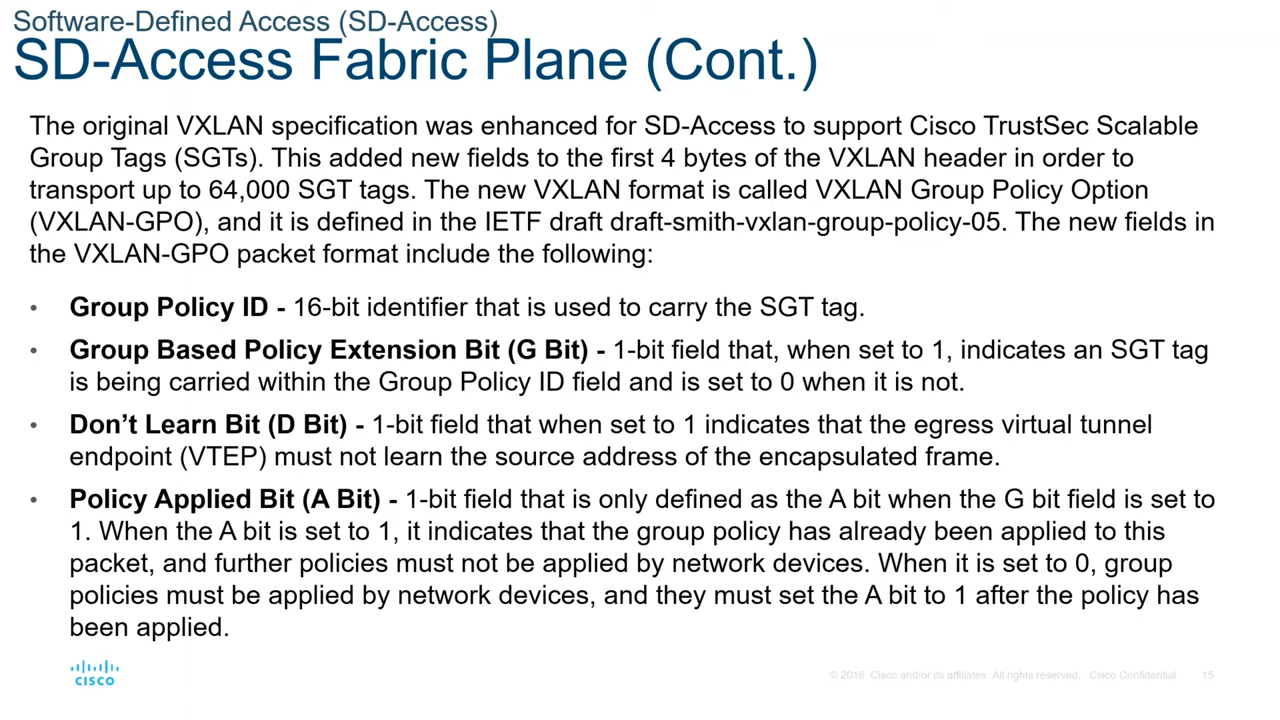 Software-Defined Access (SD-Access)
SD-Access Fabric Plane (Cont.)
The original VXLAN specification was enhanced for SD-Access to support Cisco TrustSec Scalable
Group Tags (SGTs). This added new fields to the first 4 bytes of the VXLAN header in order to
transport up to 64,000 SGT tags. The new VXLAN format is called VXLAN Group Policy Option
(VXLAN-GPO), and it is defined in the IETF draft draft-smith-vxlan-group-policy-05. The new fields in
the VXLAN-GPO packet format include the following:
• Group Policy ID - 16-bit identifier that is used to carry the SGT tag.
• Group Based Policy Extension Bit (G Bit) - 1-bit field that, when set to 1, indicates an SGT tag
is being carried within the Group Policy ID field and is set to 0 when it is not.
• Don’t Learn Bit (D Bit) - 1-bit field that when set to 1 indicates that the egress virtual tunnel
endpoint (VTEP) must not learn the source address of the encapsulated frame.
• Policy Applied Bit (A Bit) - 1-bit field that is only defined as the A bit when the G bit field is set to
1. When the A bit is set to 1, it indicates that the group policy has already been applied to this
packet, and further policies must not be applied by network devices. When it is set to 0, group
policies must be applied by network devices, and they must set the A bit to 1 after the policy has
been applied.
CISCO
© 2016 Cisco and/or its affiliates. All rights reserved. Cisco Confidential 15